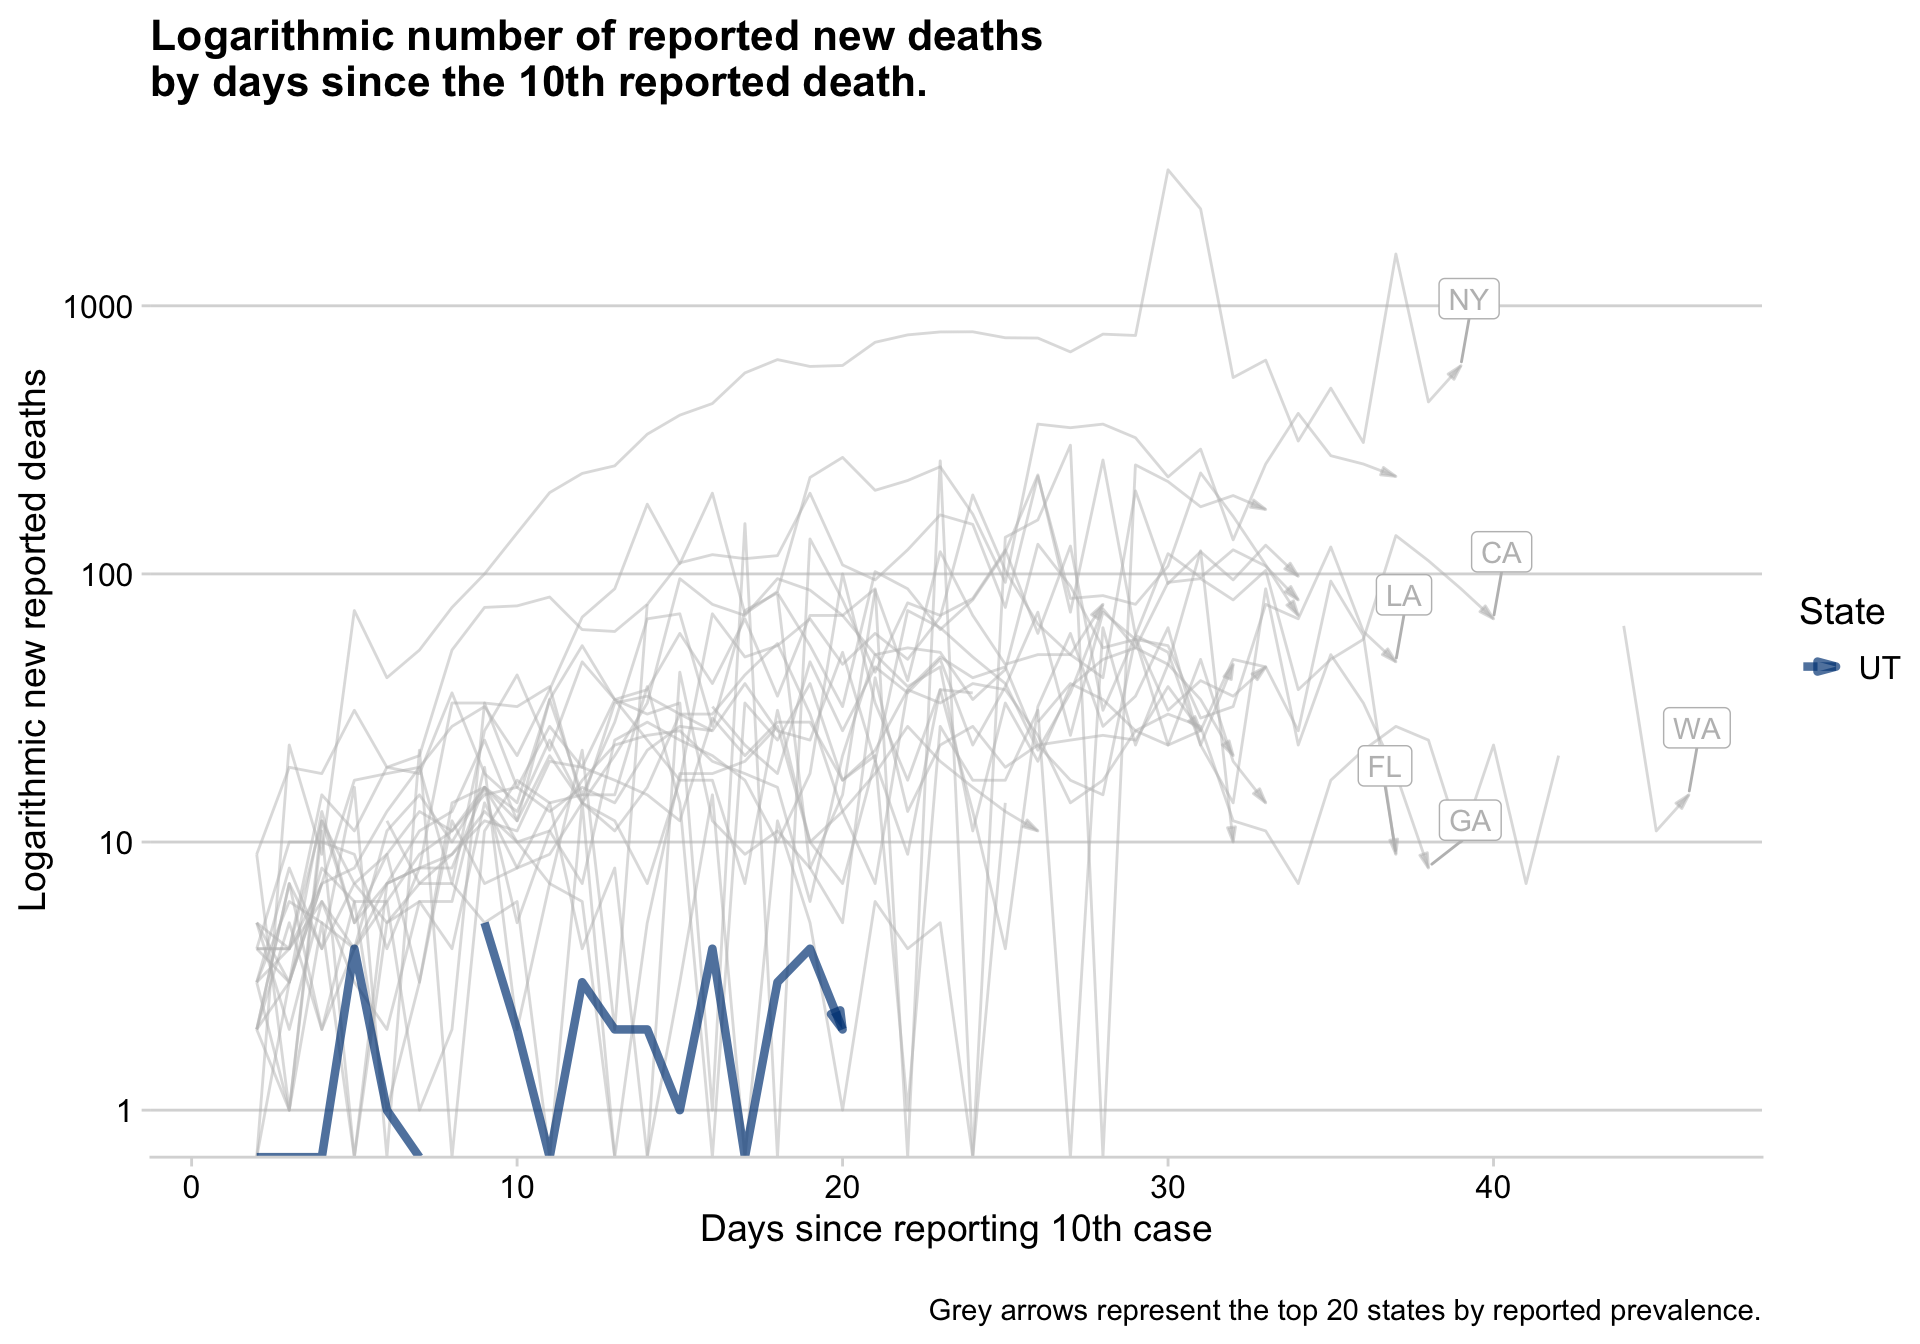 Logarithmic number of reported new deaths
by days since the 10th reported death.
Logarithmic new reported deaths
1000
100
10
1
NY
CA
LA
WA
FL
GA
State
UT
0
10
20
30
40
Days since reporting 10th case
Grey arrows represent the top 20 states by reported prevalence.